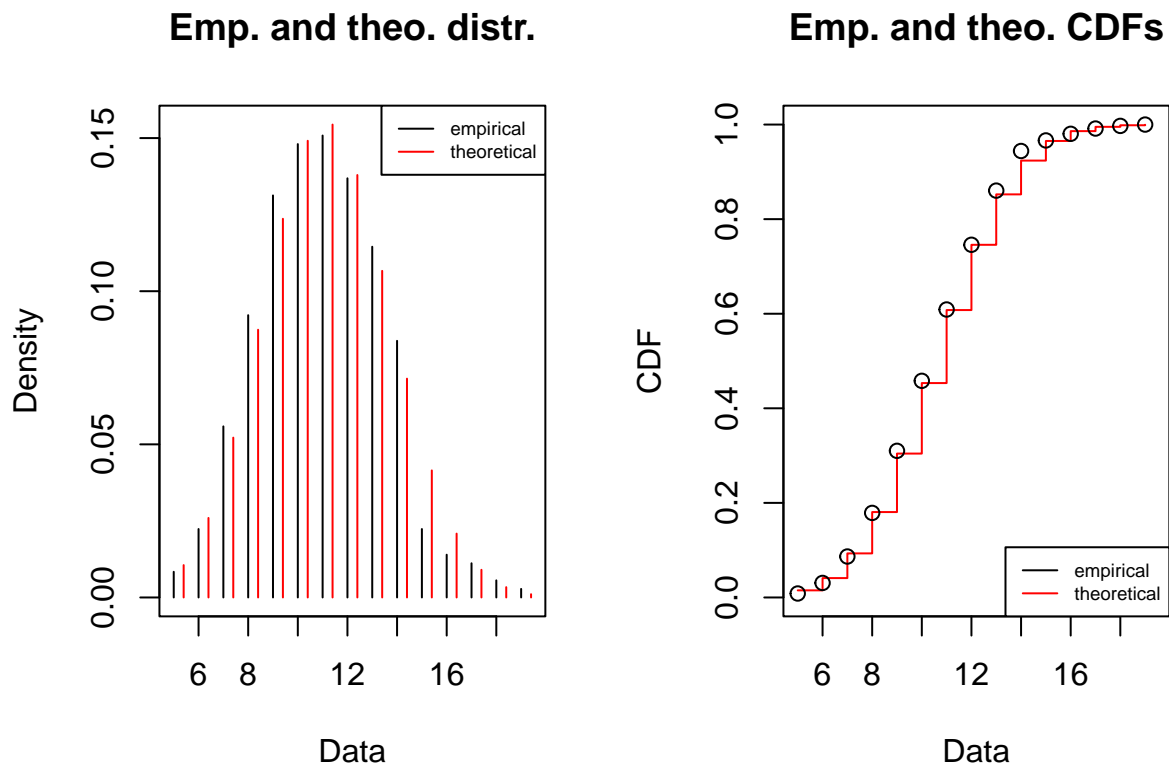 Emp. and theo. distr.
empirical
theoretical
Density
0.00
0.05
0.10
0.15
6 8 12 16
Data
Emp. and theo. CDFs
CDF
0.0
0.2
0.4
0.6
0.8
1.0
empirical
theoretical
6 8 12 16
Data